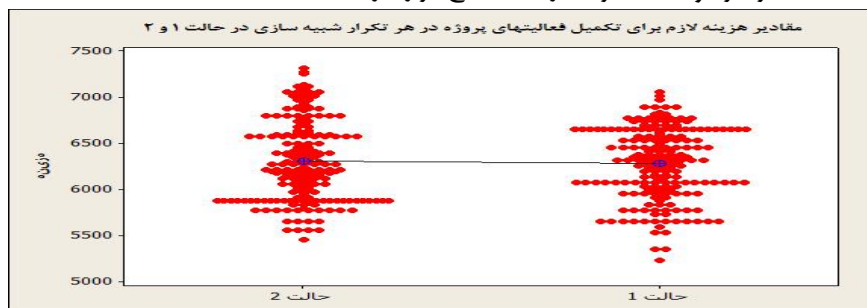 مقادیر هزینه لازم برای تکمیل فعالیتهای پروژه در هر تکرار شبیه سازی در حالت ۱ و ۲
7500
7000
6500
6000
5500
5000
هزینه
حالت 2
حالت 1